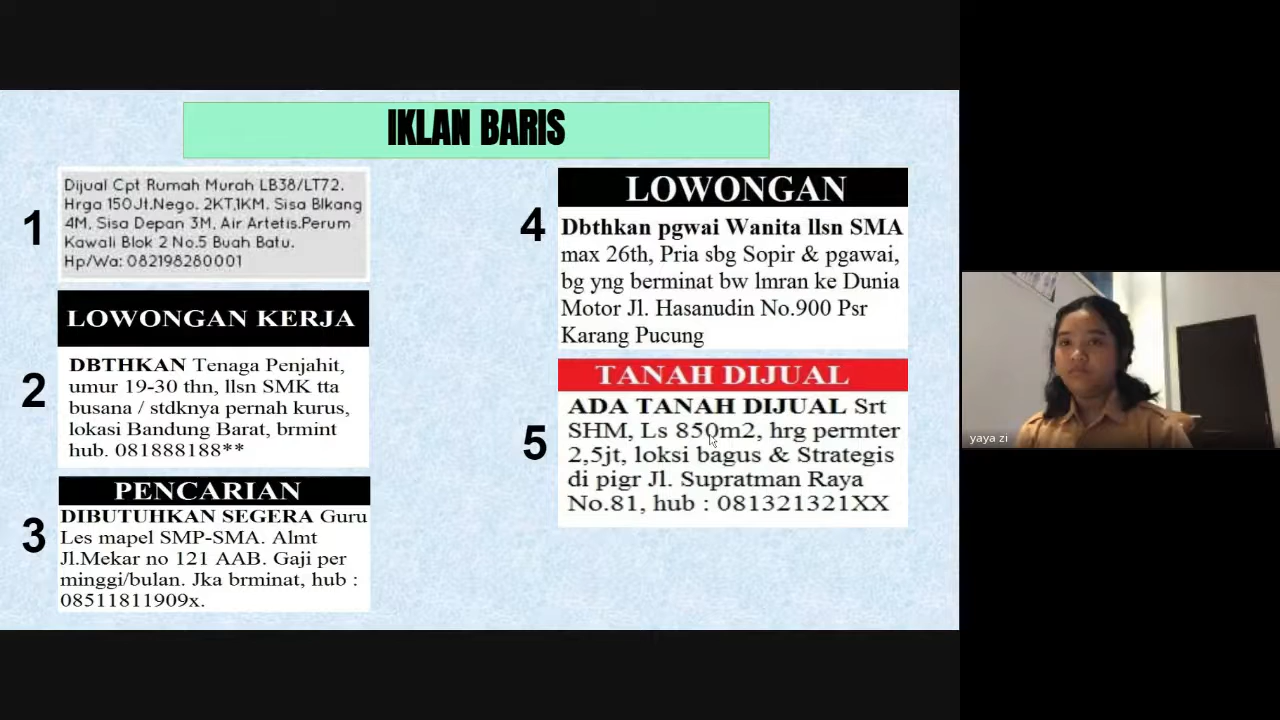 IKLAN BARIS
1
Dijual Cpt Rumah Murah LB38/LT72.
Hrga 150Jt.Nego. 2KT,1KM. Sisa Blkang
4M, Sisa Depan 3M, Air Artetis.Perum
Kawali Blok 2 No.5 Buah Batu.
Hp/Wa: 082198280001
2
LOWONGAN KERJA
DBTHKAN Tenaga Penjahit,
umur 19-30 thn, llsn SMK tta
busana / stdknya pernah kurus,
lokasi Bandung Barat, brmint
hub. 081888188**
3
PENCARIAN
DIBUTUHKAN SEGERA Guru
Les mapel SMP-SMA. Almt
Jl.Mekar no 121 AAB. Gaji per
minggi/bulan. Jka brminat, hub :
08511811909x.
4
LOWONGAN
Dbthkan pgwai Wanita llsn SMA
max 26th, Pria sbg Sopir & pgawai,
bg yng berminat bw lmran ke Dunia
Motor Jl. Hasanudin No.900 Psr
Karang Pucung
5
TANAH DIJUAL
ADA TANAH DIJUAL Srt
SHM, Ls 850m2, hrg permter
2,5jt, loksi bagus & Strategis
di pigr Jl. Supratman Raya
No.81, hub : 081321321XX
yaya zi